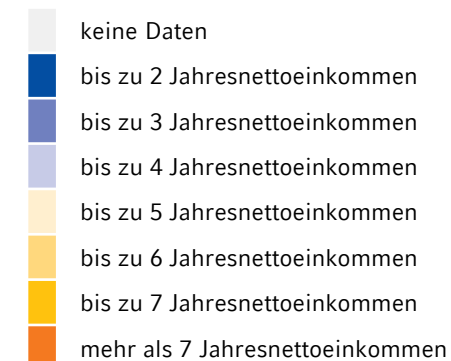 keine Daten
bis zu 2 Jahresnettoeinkommen
bis zu 3 Jahresnettoeinkommen
bis zu 4 Jahresnettoeinkommen
bis zu 5 Jahresnettoeinkommen
bis zu 6 Jahresnettoeinkommen
bis zu 7 Jahresnettoeinkommen
mehr als 7 Jahresnettoeinkommen